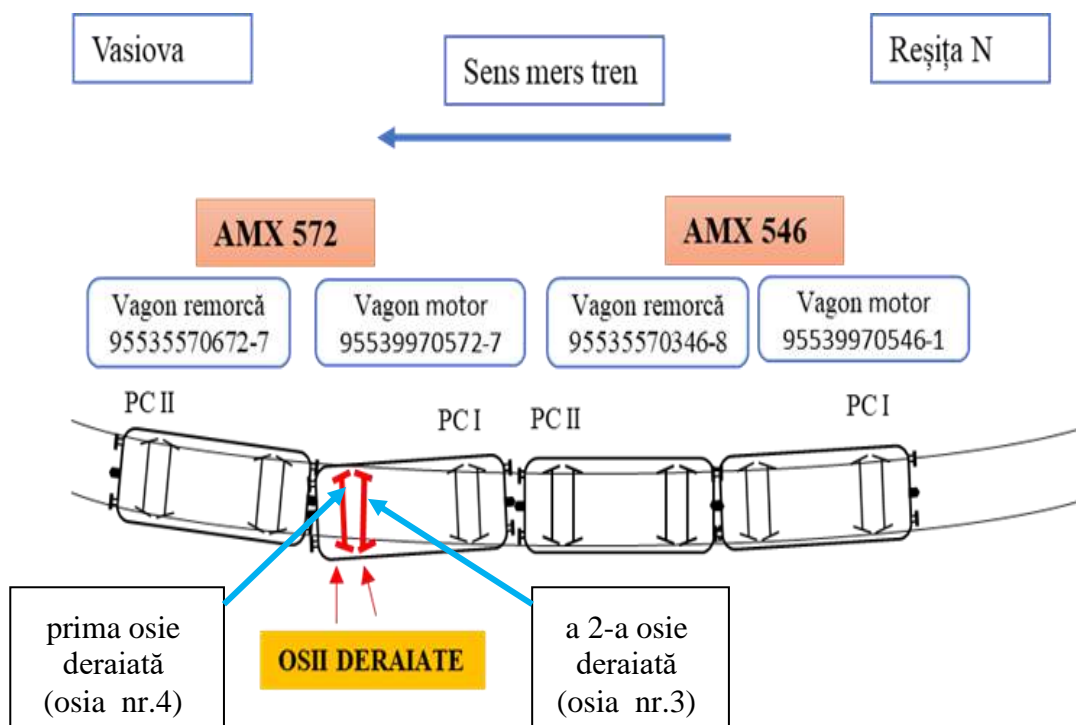 Vasiova
Sens mers tren
Reșița N
AMX 572
AMX 546
Vagon remorcă
95535570672-7
Vagon motor
95539970572-7
Vagon remorcă
95535570346-8
Vagon motor
95539970546-1
PC II
PC I
PC II
PC I
prima osie
deraiată
(osia nr.4)
OSII DERAIATE
a 2-a osie
deraiată
(osia nr.3)